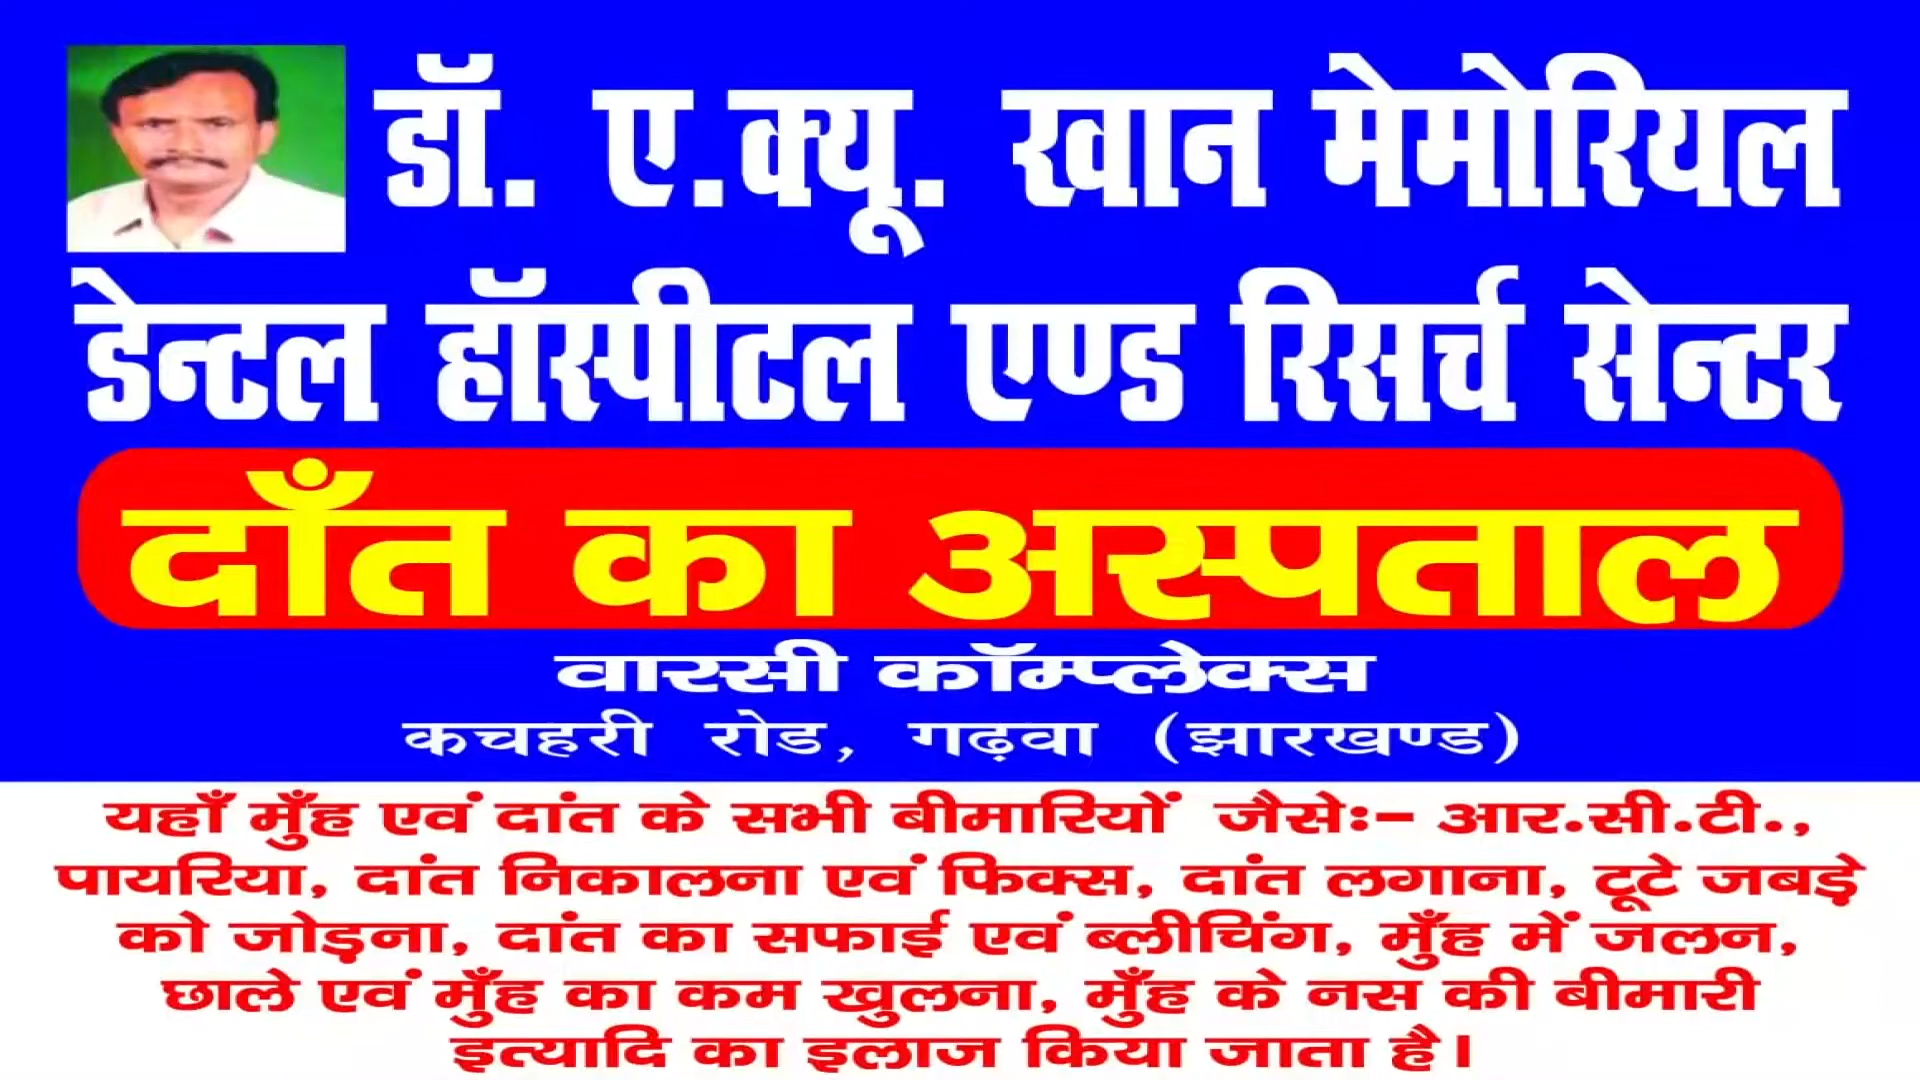 डॉ. ए.क्यू. खान मेमोरियल
डेन्टल हॉस्पीटल एण्ड रिसर्च सेन्टर
दाँत का अस्पताल
वारसी कॉम्प्लेक्स
कचहरी रोड, गढ़वा (झारखण्ड)
यहाँ मुँह एवं दांत के सभी बीमारियों जैसेः- आर.सी.टी.,
पायरिया, दांत निकालना एवं फिक्स, दांत लगाना, टूटे जबड़े
को जोड़ना, दांत का सफाई एवं ब्लीचिंग, मुँह में जलन,
छाले एवं मुँह का कम खुलना, मुँह के नस की बीमारी
इत्यादि का इलाज किया जाता है।